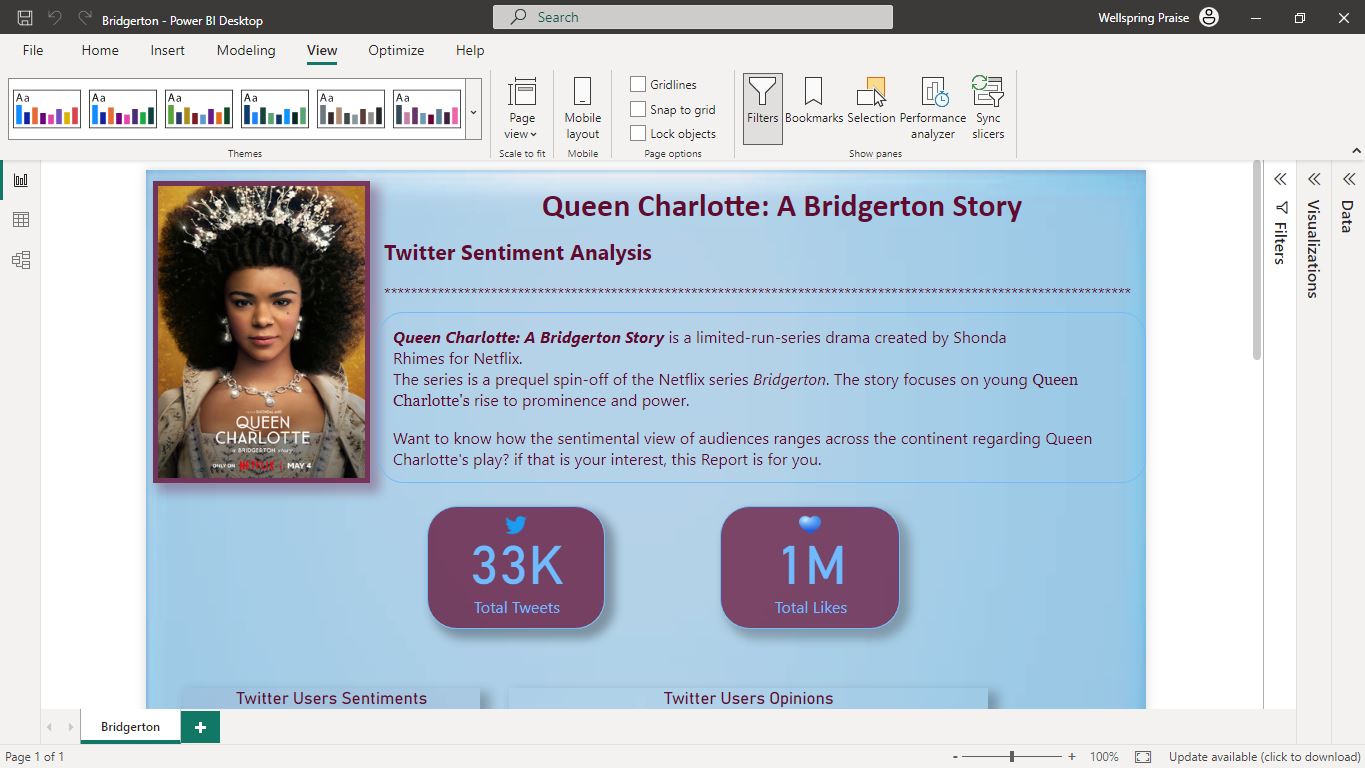 Bridgerton - Power BI Desktop
Search
Wellspring Praise
File Home Insert Modeling View Optimize Help
Aa Aa Aa Aa Aa Aa
Themes
Page view
Scale to fit
Mobile layout
Mobile
Gridlines
Snap to grid
Lock objects
Page options
Filters
Bookmarks
Selection
Performance analyzer
Sync slicers
Show panes
Queen Charlotte: A Bridgerton Story
Twitter Sentiment Analysis
Queen Charlotte: A Bridgerton Story is a limited-run-series drama created by Shonda
Rhimes for Netflix.
The series is a prequel spin-off of the Netflix series Bridgerton. The story focuses on young Queen
Charlotte's rise to prominence and power.
Want to know how the sentimental view of audiences ranges across the continent regarding Queen
Charlotte's play? if that is your interest, this Report is for you.
QUEEN
CHARLOTTE
A BRIDGERTON story
ONLY ON NETFLIX MAY 4
33K
Total Tweets
1M
Total Likes
Twitter Users Sentiments
Twitter Users Opinions
Filters
Visualizations
Data
Bridgerton
+
Page 1 of 1
- + 100%
Update available (click to download)